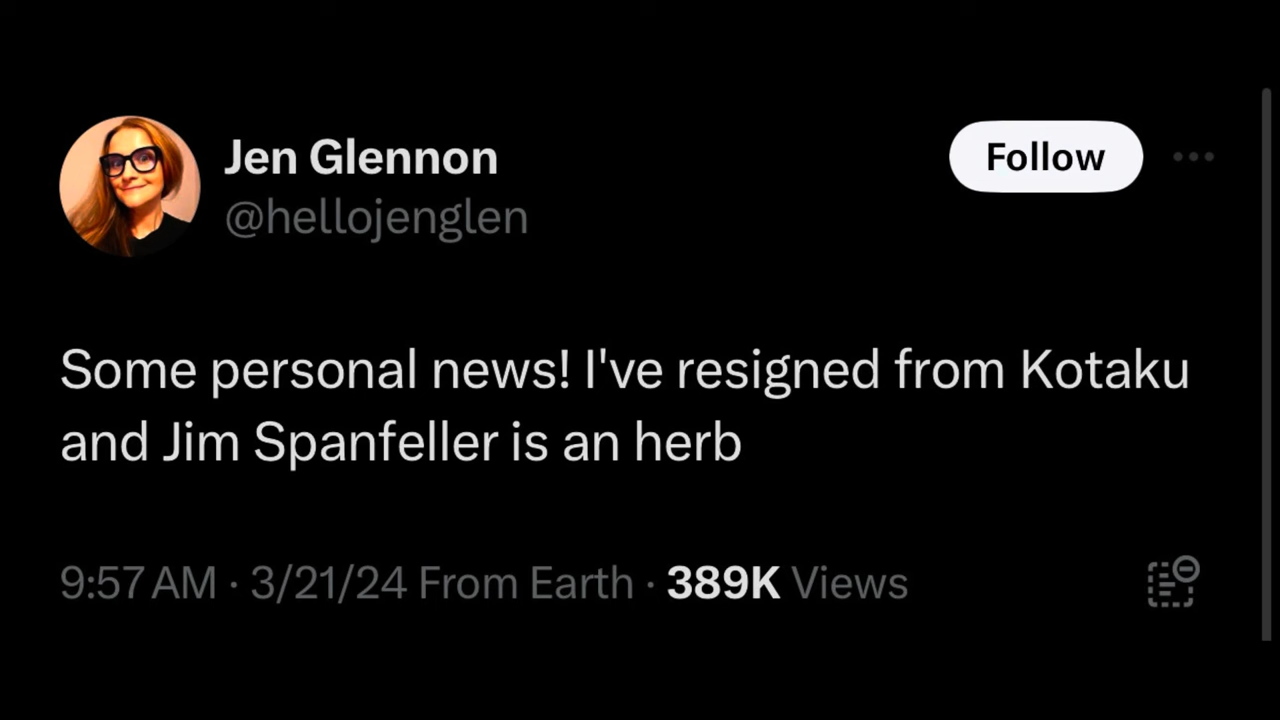 Jen Glennon
Follow
@hellojenglen
Some personal news! I've resigned from Kotaku
and Jim Spanfeller is an herb
9:57 AM · 3/21/24 From Earth · 389K Views